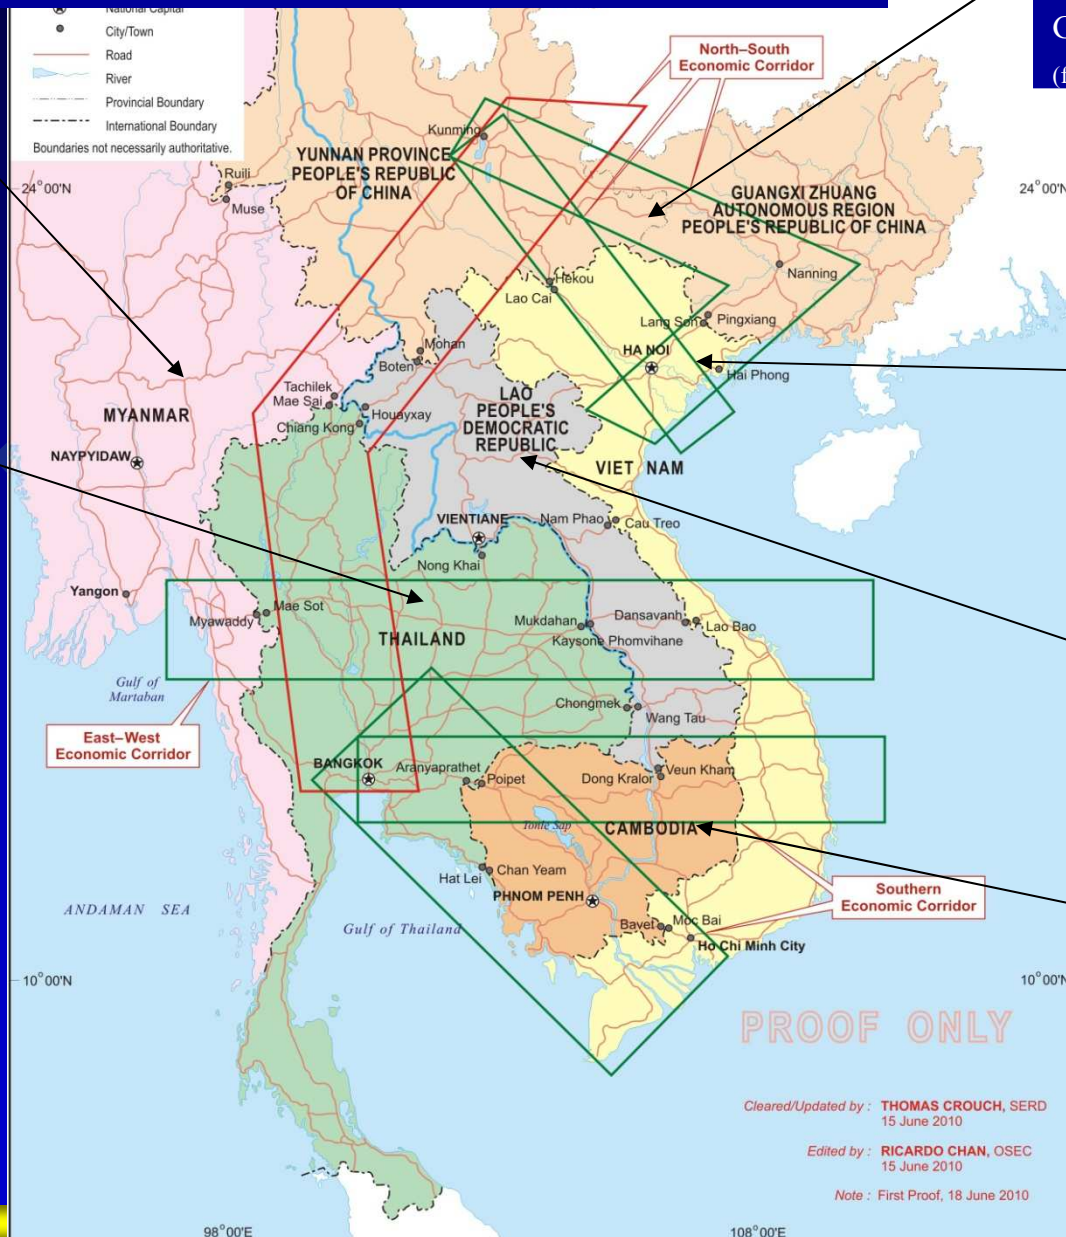 National Capital
City/Town
Road
River
Provincial Boundary
International Boundary
Boundaries not necessarily authoritative.
C
(f
North–South
Economic Corridor
Kunming
YUNNAN PROVINCE
PEOPLE'S REPUBLIC
OF CHINA
Ruili
Muse
24°00'N
24°00'N
GUANGXI ZHUANG
AUTONOMOUS REGION
PEOPLE'S REPUBLIC OF CHINA
Nanning
Hekou
Lao Cai
Lang Son
Pingxiang
HA NOI
Hai Phong
Mohan
Boten
Tachilek
Mae Sai
Houayxay
Chiang Kong
MYANMAR
NAYPYIDAW
LAO
PEOPLE'S
DEMOCRATIC
REPUBLIC
VIET NAM
VIENTIANE
Nam Phao
Cau Treo
Nong Khai
Yangon
Mae Sot
Myawaddy
THAILAND
Mukdahan
Kaysone Phomvihane
Dansavanh
Lao Bao
Gulf of
Martaban
East–West
Economic Corridor
Chongmek
Wang Tau
BANGKOK
Aranyaprathet
Poipet
Dong Kralor
Veun Kham
Tonle Sap
CAMBODIA
Hat Lei
Chan Yeam
PHNOM PENH
Southern
Economic Corridor
Bavet
Moc Bai
Ho Chi Minh City
ANDAMAN SEA
Gulf of Thailand
10°00'N
10°00'N
PROOF ONLY
Cleared/Updated by : THOMAS CROUCH, SERD
15 June 2010
Edited by : RICARDO CHAN, OSEC
15 June 2010
Note : First Proof, 18 June 2010
98°00'E
108°00'E